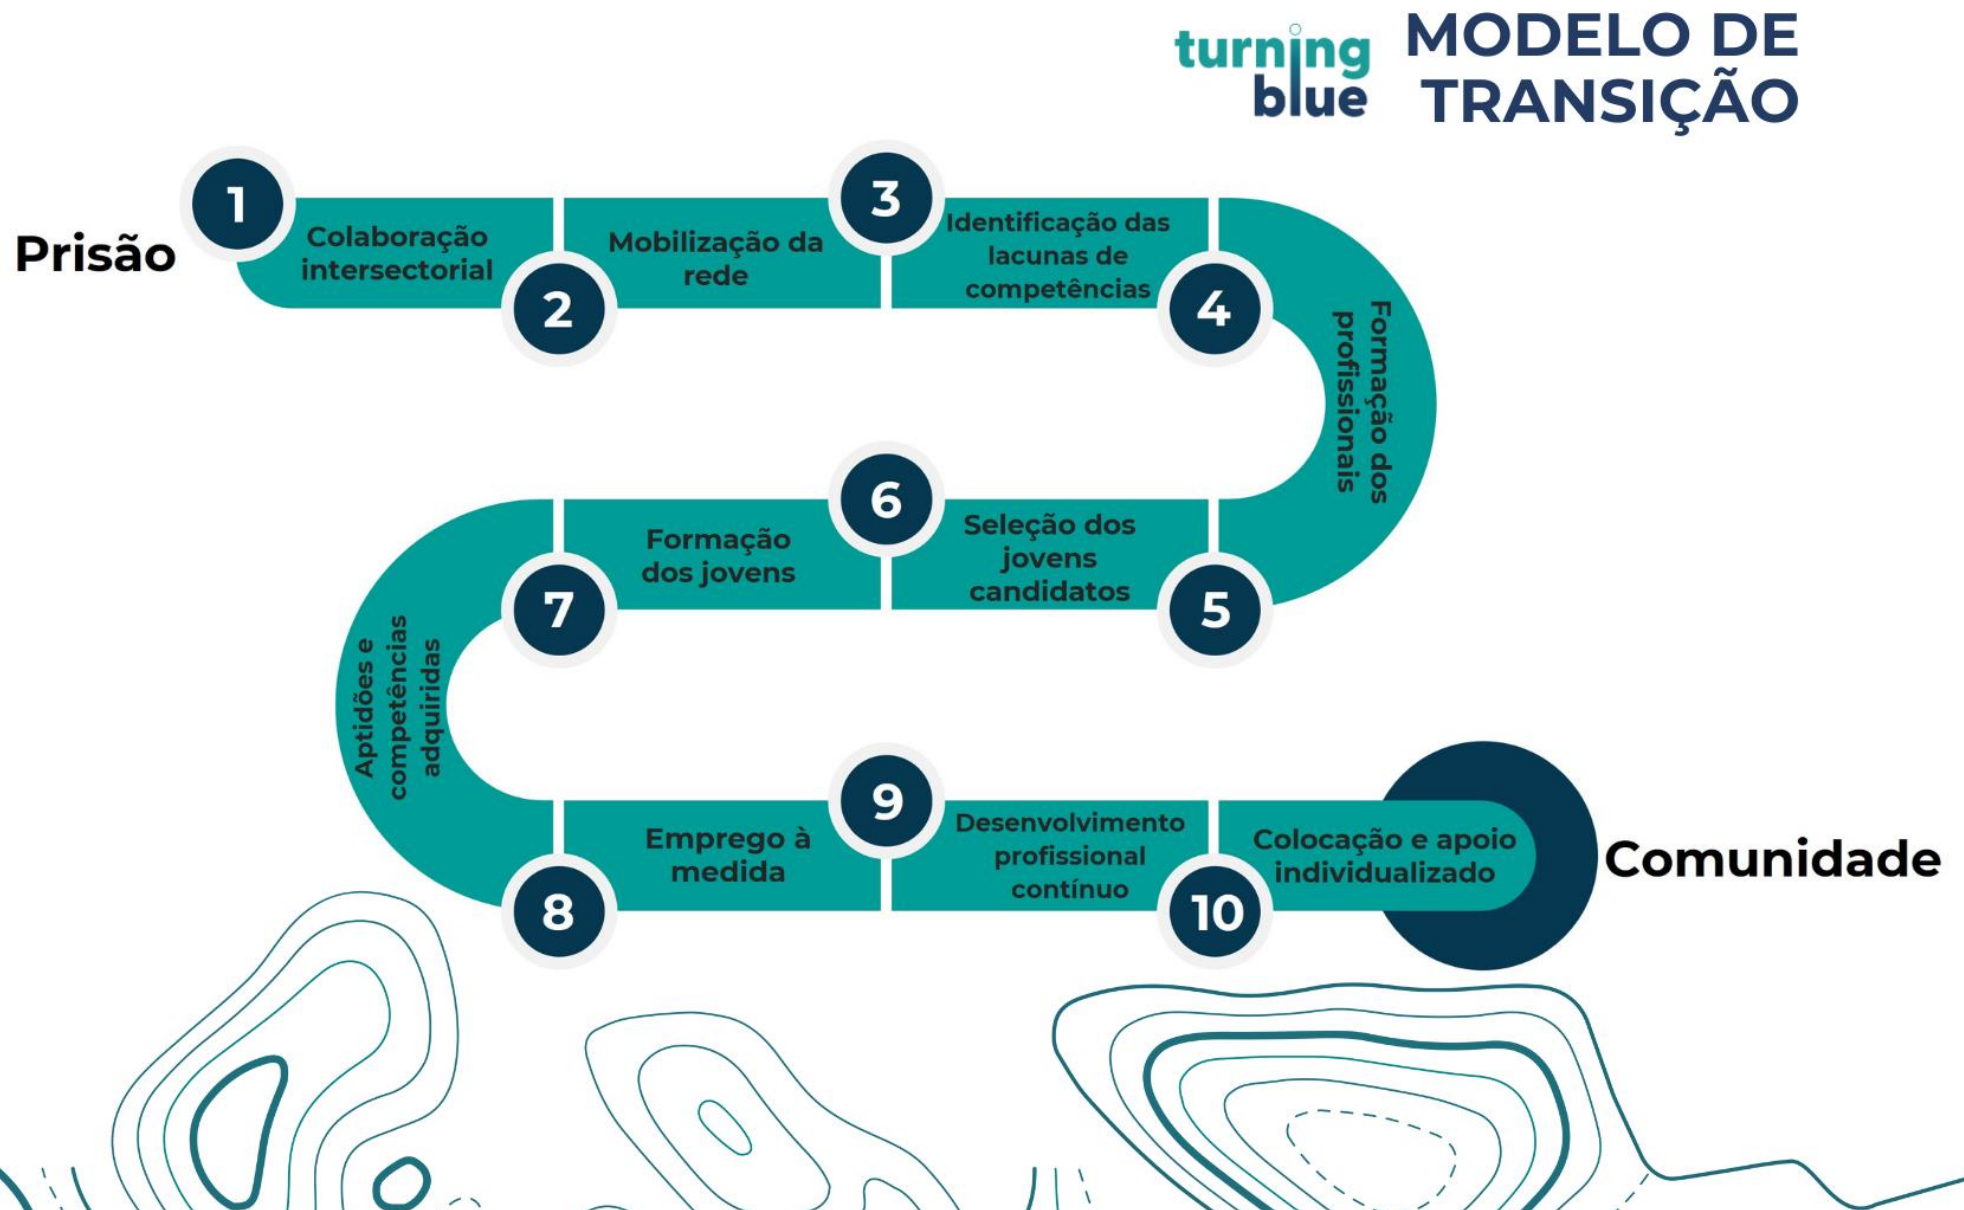 turning
blue
MODELO DE
TRANSIÇÃO
Prisão
1
Colaboração
intersectorial
2
Mobilização da
rede
3
Identificação das
lacunas de
competências
4
Formação dos
profissionais
5
Seleção dos
jovens
candidatos
6
Formação
dos jovens
7
Aptidões e
competências
adquiridas
8
Emprego à
medida
9
Desenvolvimento
profissional
contínuo
10
Colocação e apoio
individualizado
Comunidade